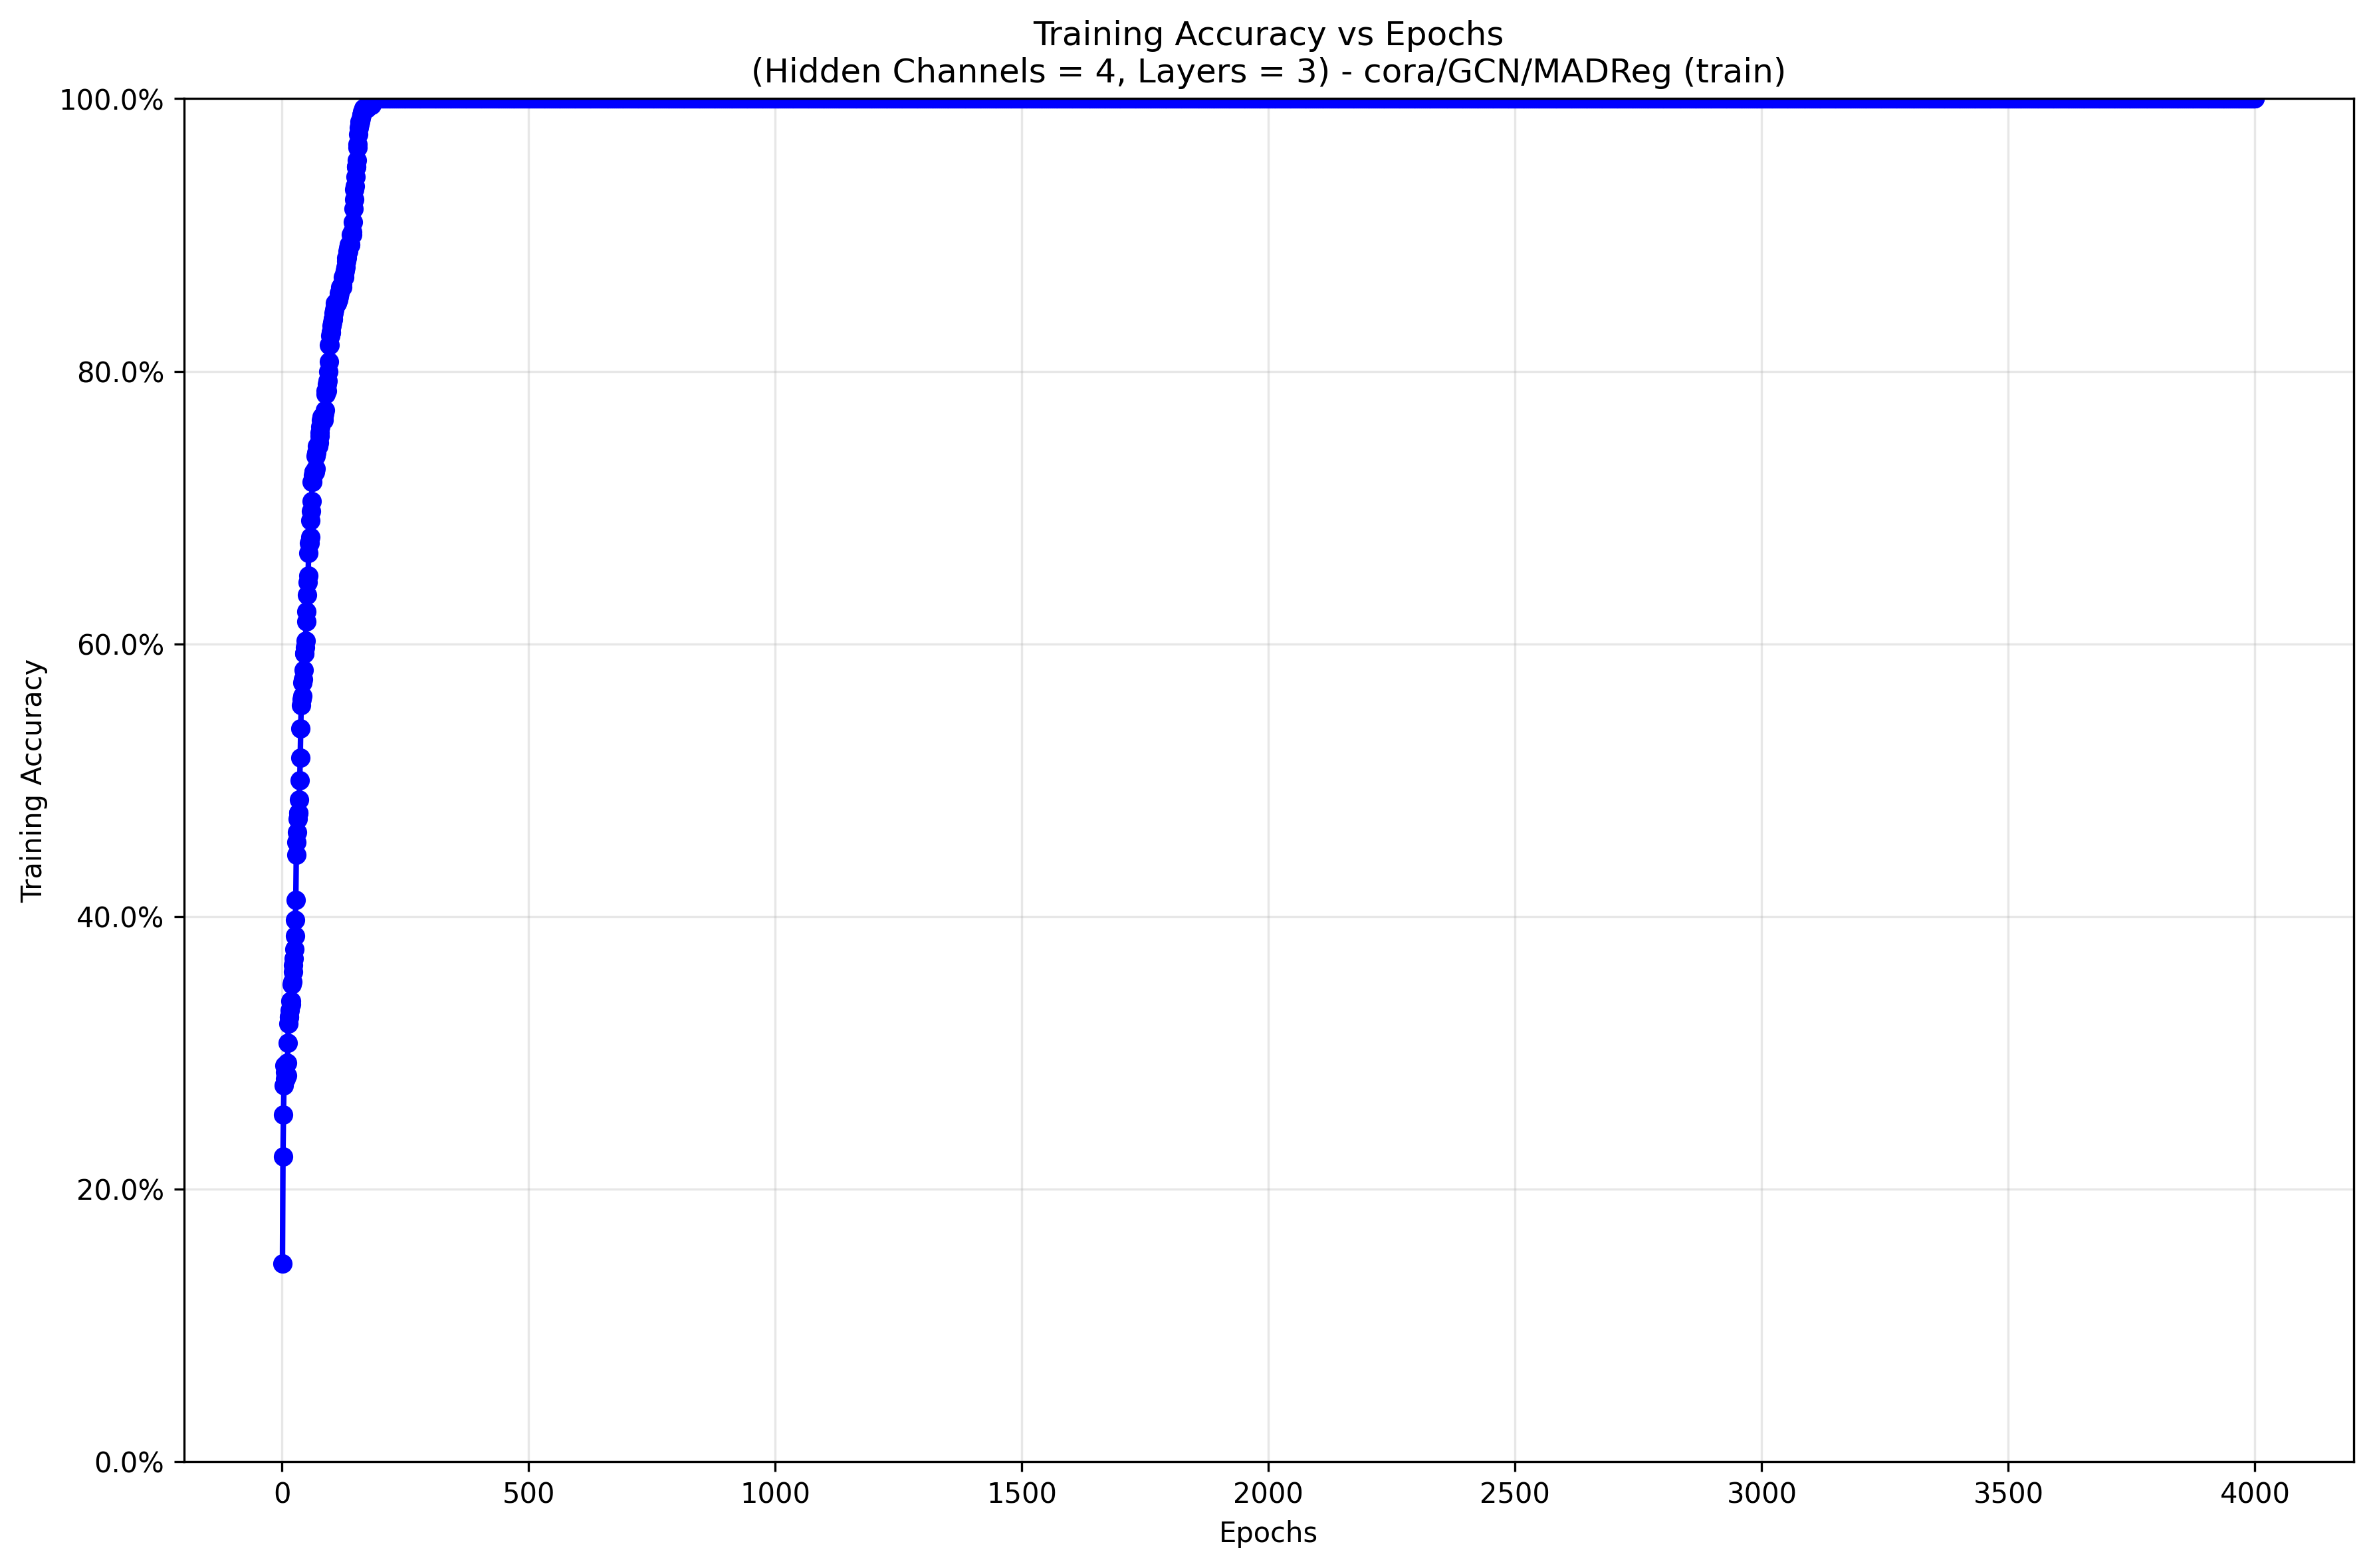 Training Accuracy vs Epochs
(Hidden Channels = 4, Layers = 3) - cora/GCN/MADReg (train)
100.0%
80.0%
60.0%
40.0%
20.0%
0.0%
Training Accuracy
0 500 1000 1500 2000 2500 3000 3500 4000
Epochs